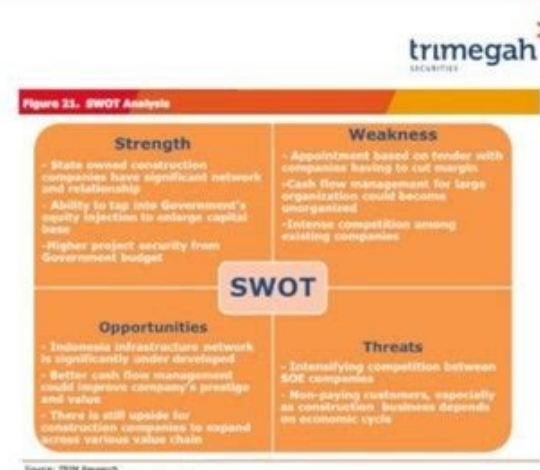 trimegah
SECURITIES
Figure 21. SWOT Analysis
Strength
- State owned construction
companies have significant network
and relationship
- Ability to tap into Government's
equity injection to enlarge capital
base
-Higher project security from
Government budget
Weakness
- Appointment based on tender with
companies having to cut margin
-Cash flow management for large
organization could become
unorganized
-Intense competition among
existing companies
SWOT
Opportunities
- Indonesia infrastructure network
is significantly under developed
- Better cash flow management
could improve company's prestige
and value
- There is still upside for
construction companies to expand
across various value chain
Threats
- Intensifying competition between
SOE companies
- Non-paying customers, especially
as construction business depends
on economic cycle
Source: TRIM Research